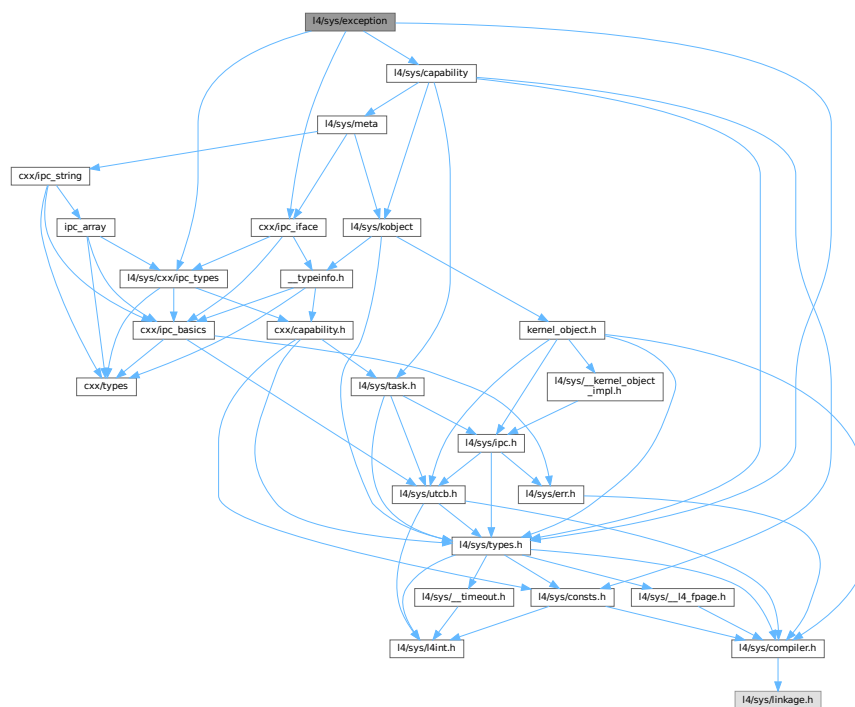 l4/sys/exception
l4/sys/capability
l4/sys/meta
cxx/ipc_string
ipc_array
cxx/ipc_iface
l4/sys/kobject
l4/sys/cxx/ipc_types
__typeinfo.h
cxx/ipc_basics
cxx/capability.h
kernel_object.h
cxx/types
l4/sys/task.h
l4/sys/__kernel_object
_impl.h
l4/sys/ipc.h
l4/sys/utcb.h
l4/sys/err.h
l4/sys/types.h
l4/sys/__timeout.h
l4/sys/consts.h
l4/sys/__l4_fpage.h
l4/sys/l4int.h
l4/sys/compiler.h
l4/sys/linkage.h